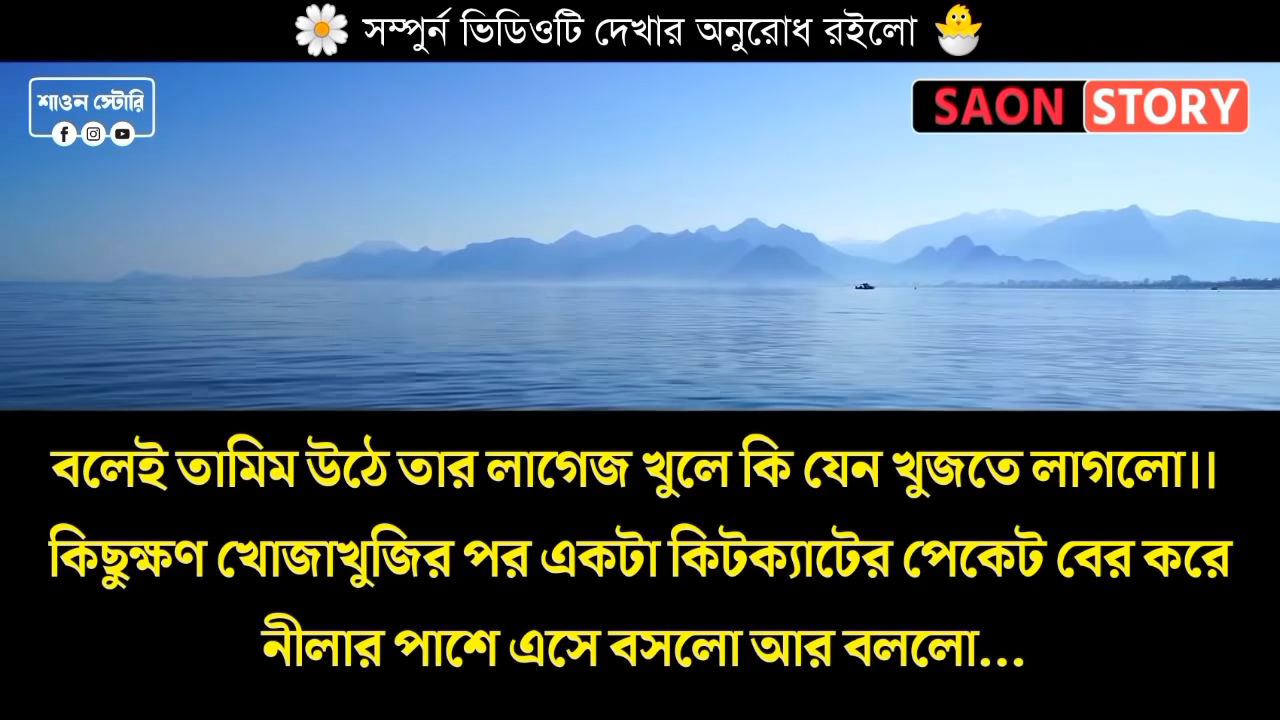 সম্পুর্ন ভিডিওটি দেখার অনুরোধ রইলো
শাওন স্টোরি
SAON STORY
বলেই তামিম উঠে তার লাগেজ খুলে কি যেন খুজতে লাগলো।।
কিছুক্ষণ খোজাখুজির পর একটা কিটক্যাটের পেকেট বের করে
নীলার পাশে এসে বসলো আর বললো...